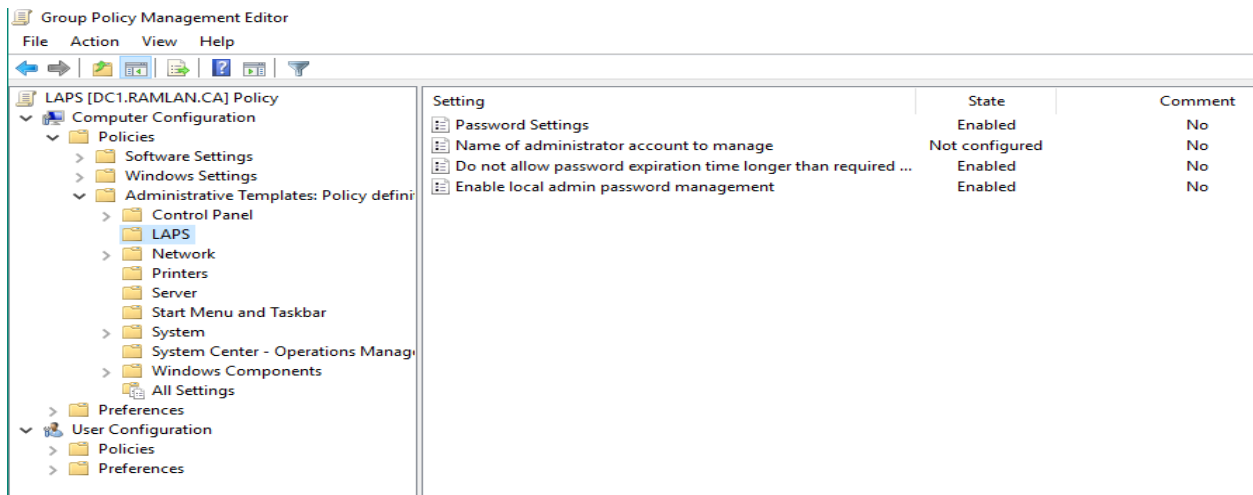 Group Policy Management Editor
File Action View Help
LAPS [DC1.RAMLAN.CA] Policy
Computer Configuration
Policies
Software Settings
Windows Settings
Administrative Templates: Policy defini
Control Panel
LAPS
Network
Printers
Server
Start Menu and Taskbar
System
System Center - Operations Manag
Windows Components
All Settings
Preferences
User Configuration
Policies
Preferences
Setting State Comment
Password Settings Enabled No
Name of administrator account to manage Not configured No
Do not allow password expiration time longer than required ... Enabled No
Enable local admin password management Enabled No